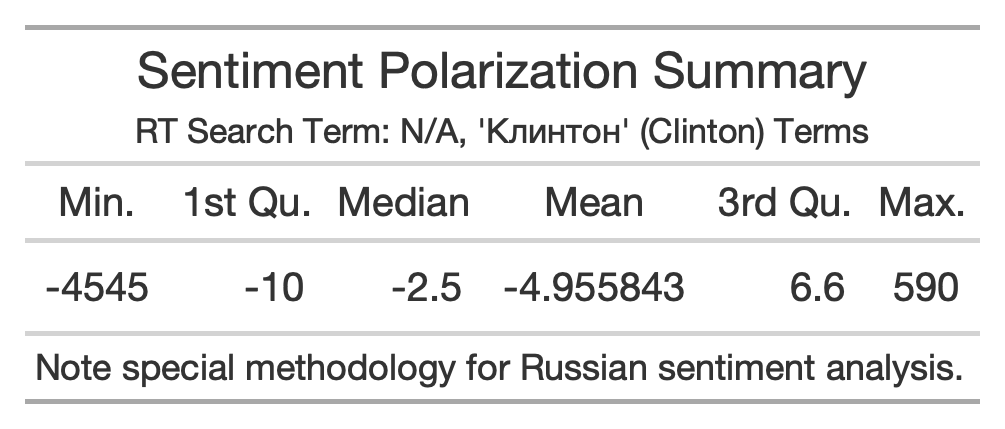 Sentiment Polarization Summary
RT Search Term: N/A, 'Клинтон' (Clinton) Terms
Min. 1st Qu. Median Mean 3rd Qu. Max.
-4545 -10 -2.5 -4.955843 6.6 590
Note special methodology for Russian sentiment analysis.